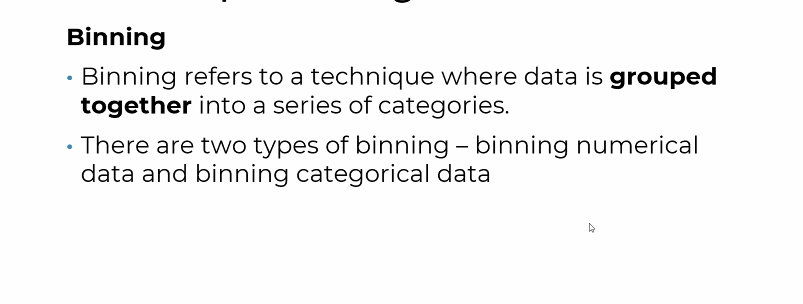 Binning
• Binning refers to a technique where data is grouped
together into a series of categories.
• There are two types of binning – binning numerical
data and binning categorical data